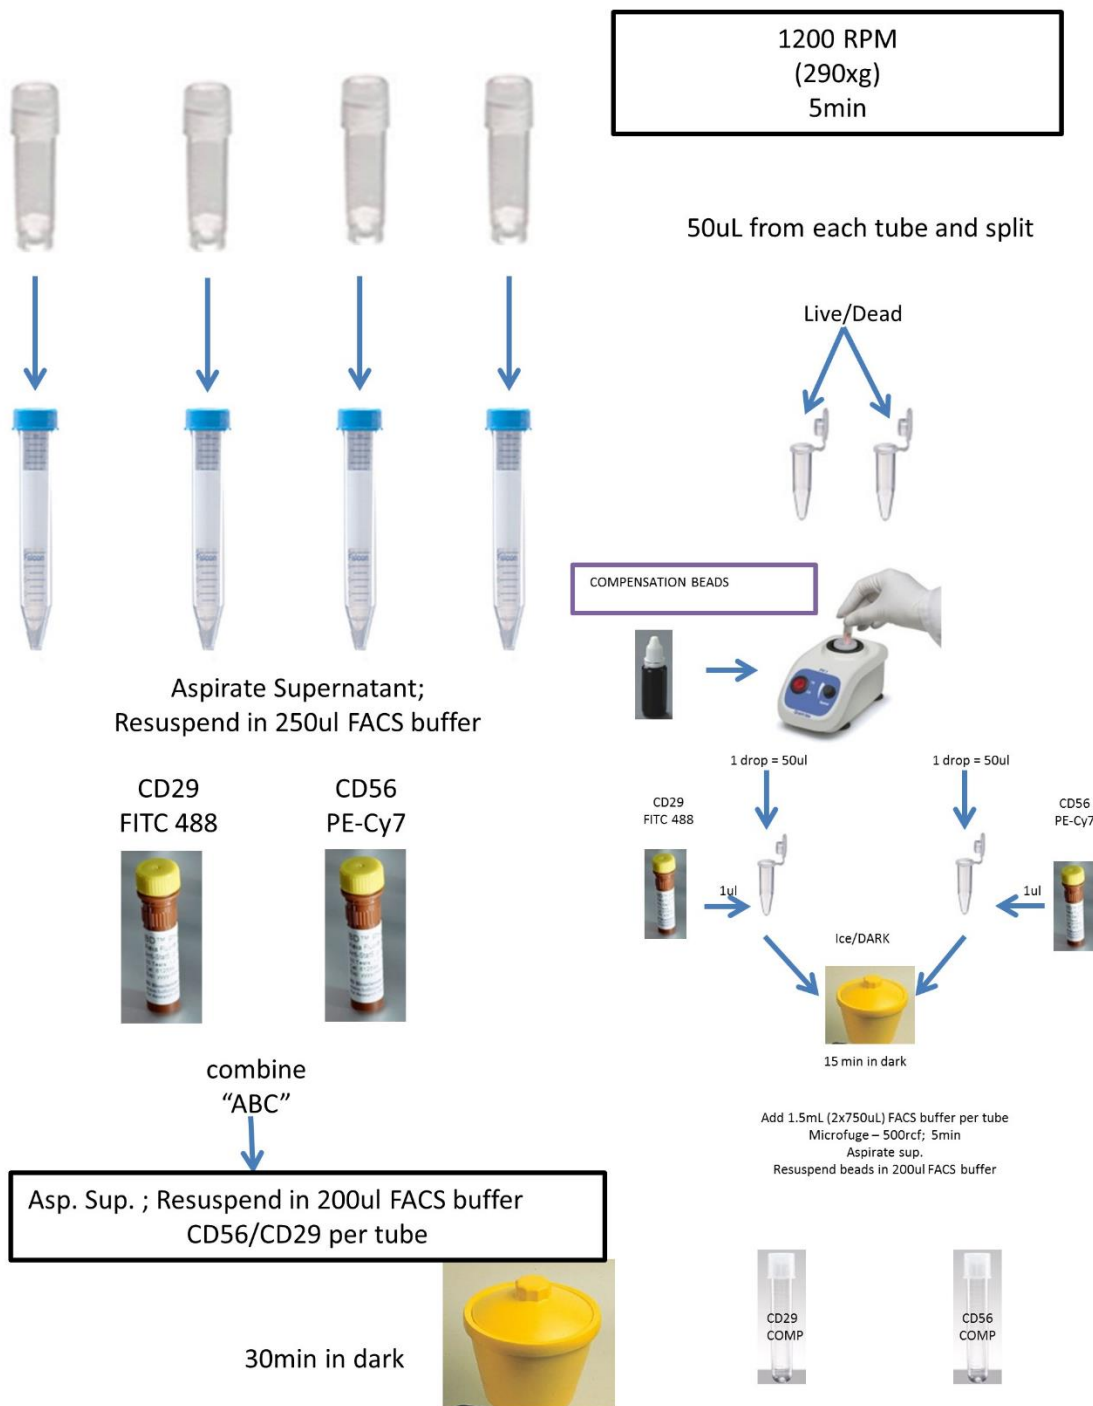 1200 RPM
(290xg)
5min
50uL from each tube and split
Live/Dead
COMPENSATION BEADS
Aspirate Supernatant;
Resuspend in 250ul FACS buffer
1 drop = 50ul
1 drop = 50ul
CD29
FITC 488
CD56
PE-Cy7
CD29
FITC 488
CD56
PE-Cy7
1ul
1ul
Ice/DARK
15 min in dark
combine
“ABC”
Add 1.5mL (2x750uL) FACS buffer per tube
Microfuge – 500rcf; 5min
Aspirate sup.
Resuspend beads in 200ul FACS buffer
Asp. Sup. ; Resuspend in 200ul FACS buffer
CD56/CD29 per tube
30min in dark
CD29
COMP
CD56
COMP